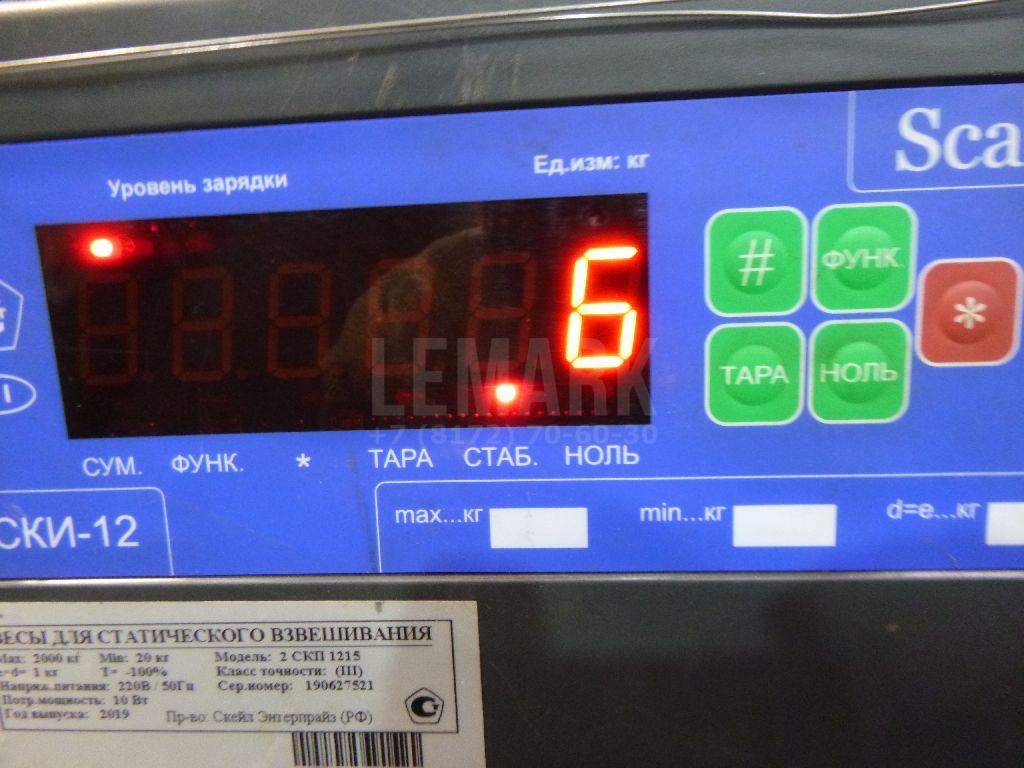 Sca
Уровень зарядки
Ед.изм: кг
6
# ФУНК.
*
ТАРА НОЛЬ
LEMARK
+7 (8172) 70-60-30
СУМ. ФУНК. * ТАРА СТАБ. НОЛЬ
СКИ-12
max...кг min...кг d=e...кг
ВЕСЫ ДЛЯ СТАТИЧЕСКОГО ВЗВЕШИВАНИЯ
Max: 2000 кг Min: 20 кг Модель: 2 СКП 1215
e=d= 1 кг T= -100% Класс точности: (III)
Напряж.питания: 220В / 50Гц Сер.номер: 190627521
Потр.мощность: 10 Вт
Год выпуска: 2019 Пр-во: Скейл Энтерпрайз (РФ)